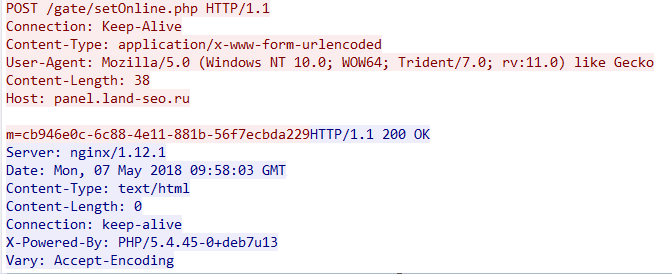 POST /gate/setOnline.php HTTP/1.1
Connection: Keep-Alive
Content-Type: application/x-www-form-urlencoded
User-Agent: Mozilla/5.0 (Windows NT 10.0; WOW64; Trident/7.0; rv:11.0) like Gecko
Content-Length: 38
Host: panel.land-seo.ru
m=cb946e0c-6c88-4e11-881b-56f7ecbda229HTTP/1.1 200 OK
Server: nginx/1.12.1
Date: Mon, 07 May 2018 09:58:03 GMT
Content-Type: text/html
Content-Length: 0
Connection: keep-alive
X-Powered-By: PHP/5.4.45-0+deb7u13
Vary: Accept-Encoding